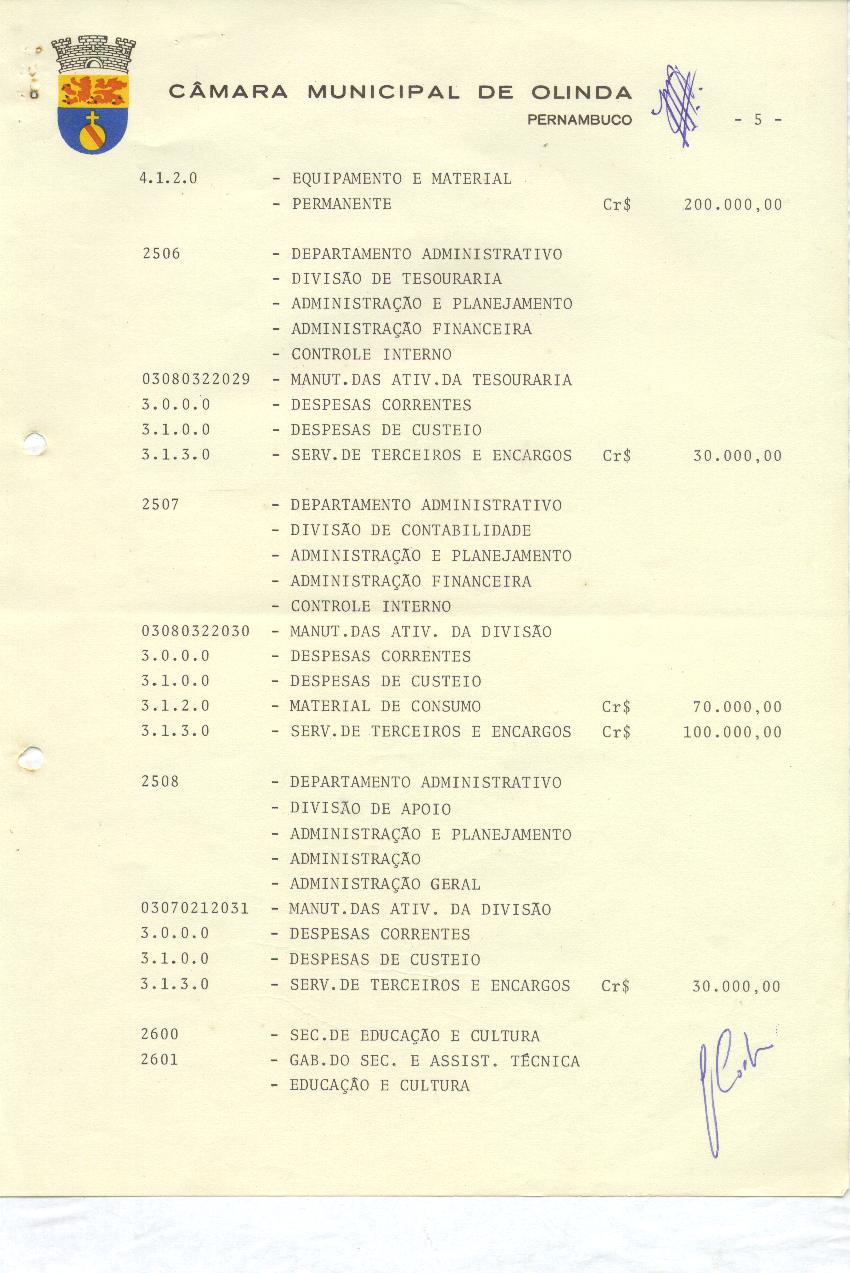 CÂMARA MUNICIPAL DE OLINDA
PERNAMBUCO - 5 -
4.1.2.0 - EQUIPAMENTO E MATERIAL
- PERMANENTE Cr$ 200.000,00
2506 - DEPARTAMENTO ADMINISTRATIVO
- DIVISÃO DE TESOURARIA
- ADMINISTRAÇÃO E PLANEJAMENTO
- ADMINISTRAÇÃO FINANCEIRA
- CONTROLE INTERNO
03080322029 - MANUT.DAS ATIV.DA TESOURARIA
3.0.0.0 - DESPESAS CORRENTES
3.1.0.0 - DESPESAS DE CUSTEIO
3.1.3.0 - SERV.DE TERCEIROS E ENCARGOS Cr$ 30.000,00
2507 - DEPARTAMENTO ADMINISTRATIVO
- DIVISÃO DE CONTABILIDADE
- ADMINISTRAÇÃO E PLANEJAMENTO
- ADMINISTRAÇÃO FINANCEIRA
- CONTROLE INTERNO
03080322030 - MANUT.DAS ATIV. DA DIVISÃO
3.0.0.0 - DESPESAS CORRENTES
3.1.0.0 - DESPESAS DE CUSTEIO
3.1.2.0 - MATERIAL DE CONSUMO Cr$ 70.000,00
3.1.3.0 - SERV.DE TERCEIROS E ENCARGOS Cr$ 100.000,00
2508 - DEPARTAMENTO ADMINISTRATIVO
- DIVISÃO DE APOIO
- ADMINISTRAÇÃO E PLANEJAMENTO
- ADMINISTRAÇÃO
- ADMINISTRAÇÃO GERAL
03070212031 - MANUT.DAS ATIV. DA DIVISÃO
3.0.0.0 - DESPESAS CORRENTES
3.1.0.0 - DESPESAS DE CUSTEIO
3.1.3.0 - SERV.DE TERCEIROS E ENCARGOS Cr$ 30.000,00
2600 - SEC.DE EDUCAÇÃO E CULTURA
2601 - GAB.DO SEC. E ASSIST. TÉCNICA
- EDUCAÇÃO E CULTURA